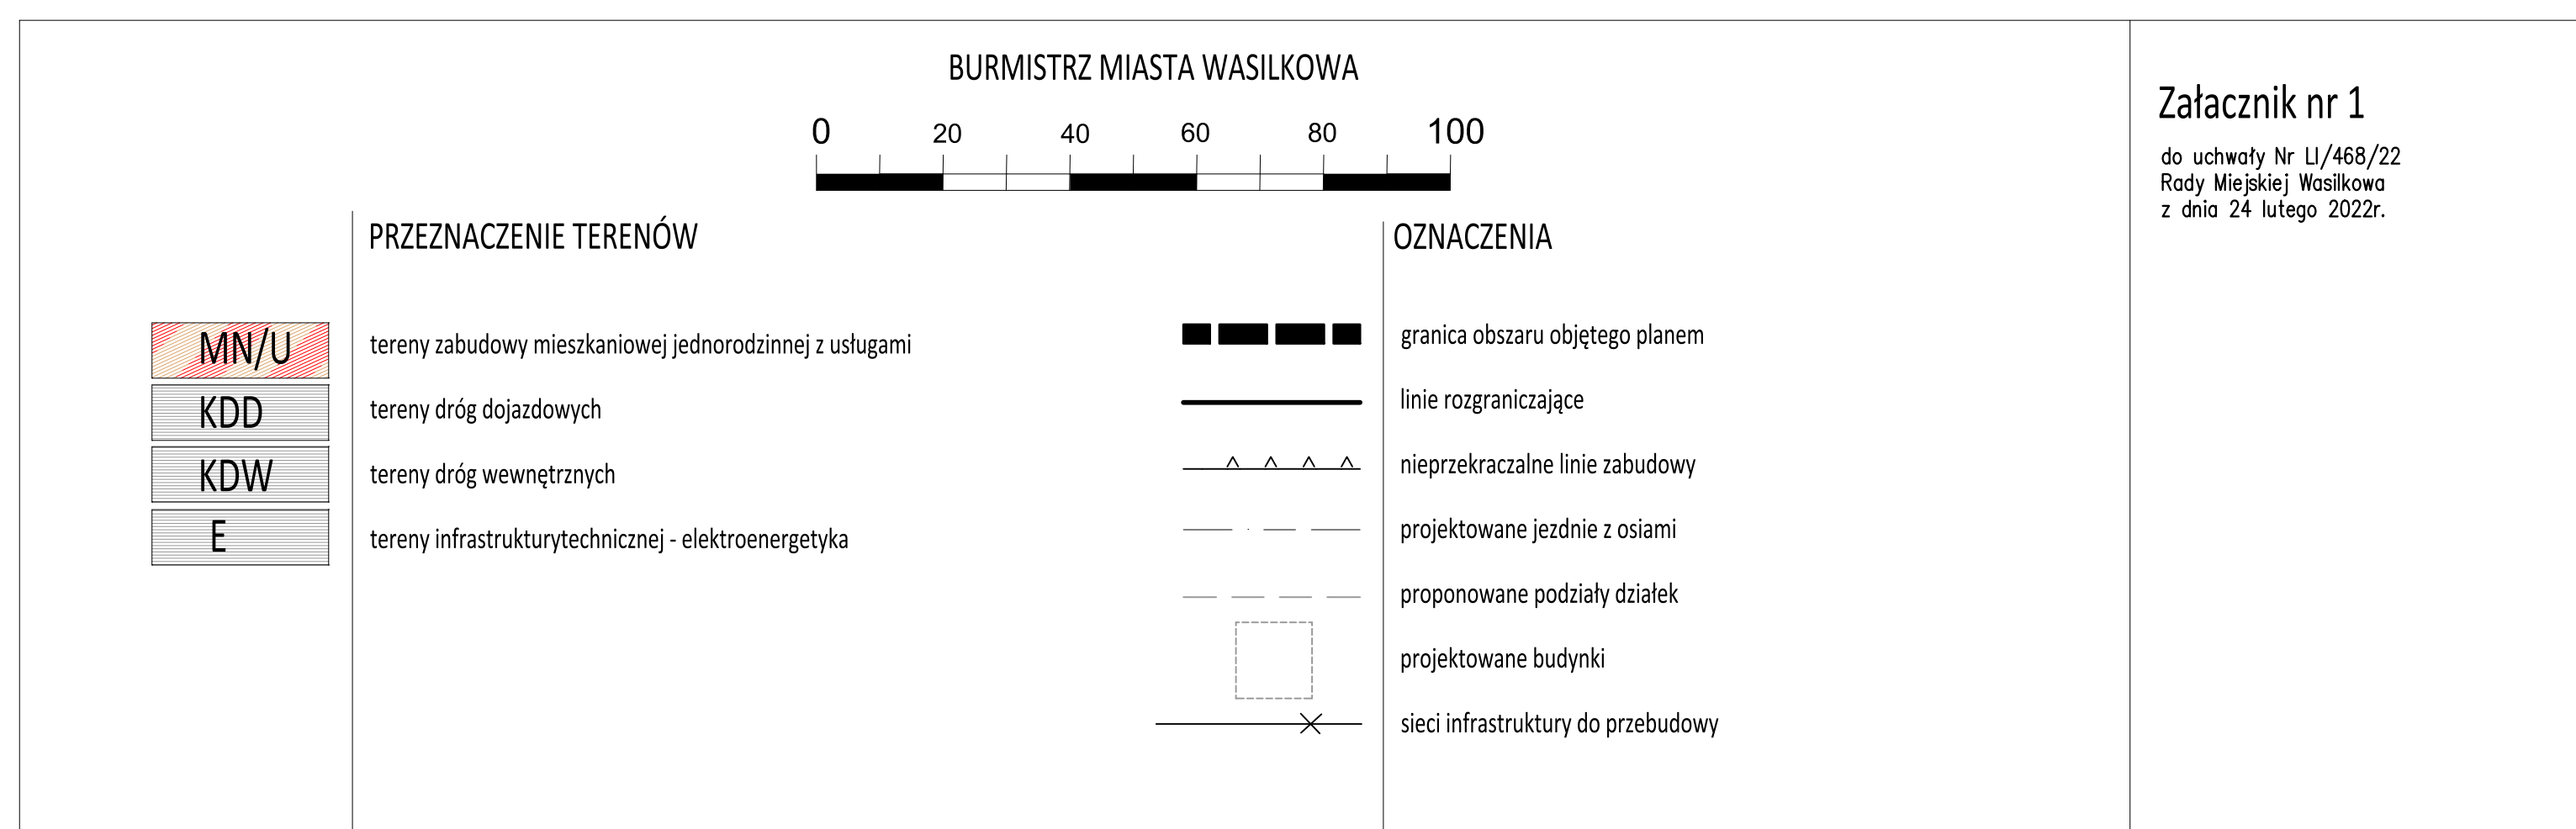 BURMISTRZ MIASTA WASILKOWA
0 20 40 60 80 100
Załacznik nr 1
do uchwały Nr LI/468/22
Rady Miejskiej Wasilkowa
z dnia 24 lutego 2022r.
PRZEZNACZENIE TERENÓW
MN/U tereny zabudowy mieszkaniowej jednorodzinnej z usługami
KDD tereny dróg dojazdowych
KDW tereny dróg wewnętrznych
E tereny infrastrukturytechnicznej - elektroenergetyka
OZNACZENIA
granica obszaru objętego planem
linie rozgraniczające
nieprzekraczalne linie zabudowy
projektowane jezdnie z osiami
proponowane podziały działek
projektowane budynki
sieci infrastruktury do przebudowy